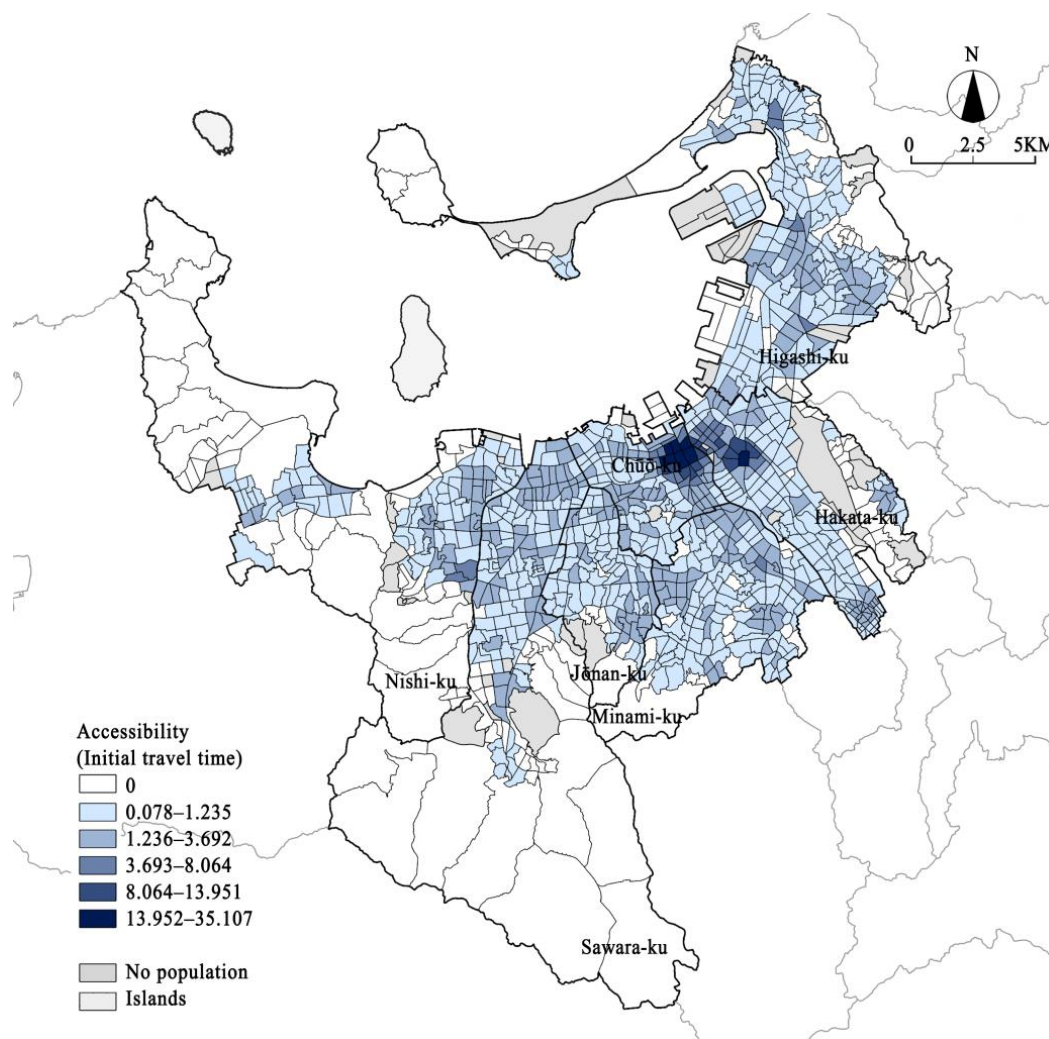 N
0 2.5 5KM
Higashi-ku
Chūō-ku
Hakata-ku
Nishi-ku
Jōnan-ku
Minami-ku
Sawara-ku
Accessibility
(Initial travel time)
0
0.078–1.235
1.236–3.692
3.693–8.064
8.064–13.951
13.952–35.107
No population
Islands